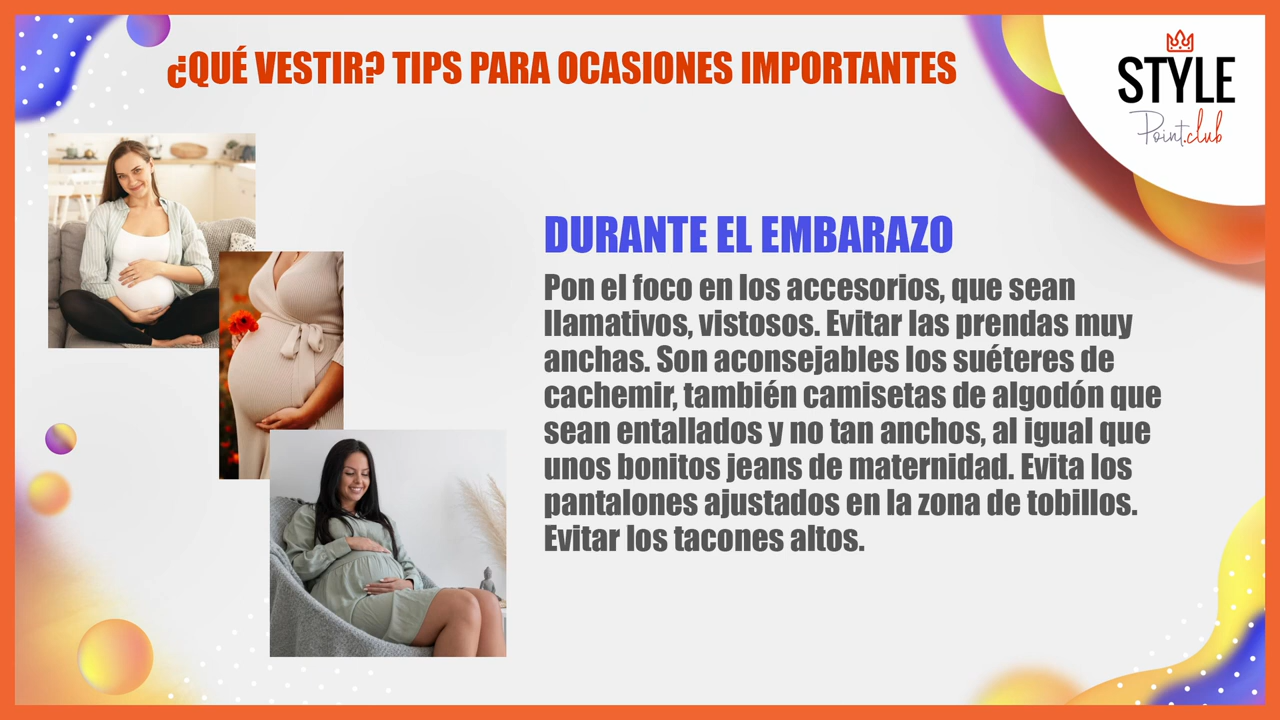 ¿QUÉ VESTIR? TIPS PARA OCASIONES IMPORTANTES
STYLE
Point.club
DURANTE EL EMBARAZO
Pon el foco en los accesorios, que sean
llamativos, vistosos. Evitar las prendas muy
anchas. Son aconsejables los suéteres de
cachemir, también camisetas de algodón que
sean entallados y no tan anchos, al igual que
unos bonitos jeans de maternidad. Evita los
pantalones ajustados en la zona de tobillos.
Evitar los tacones altos.